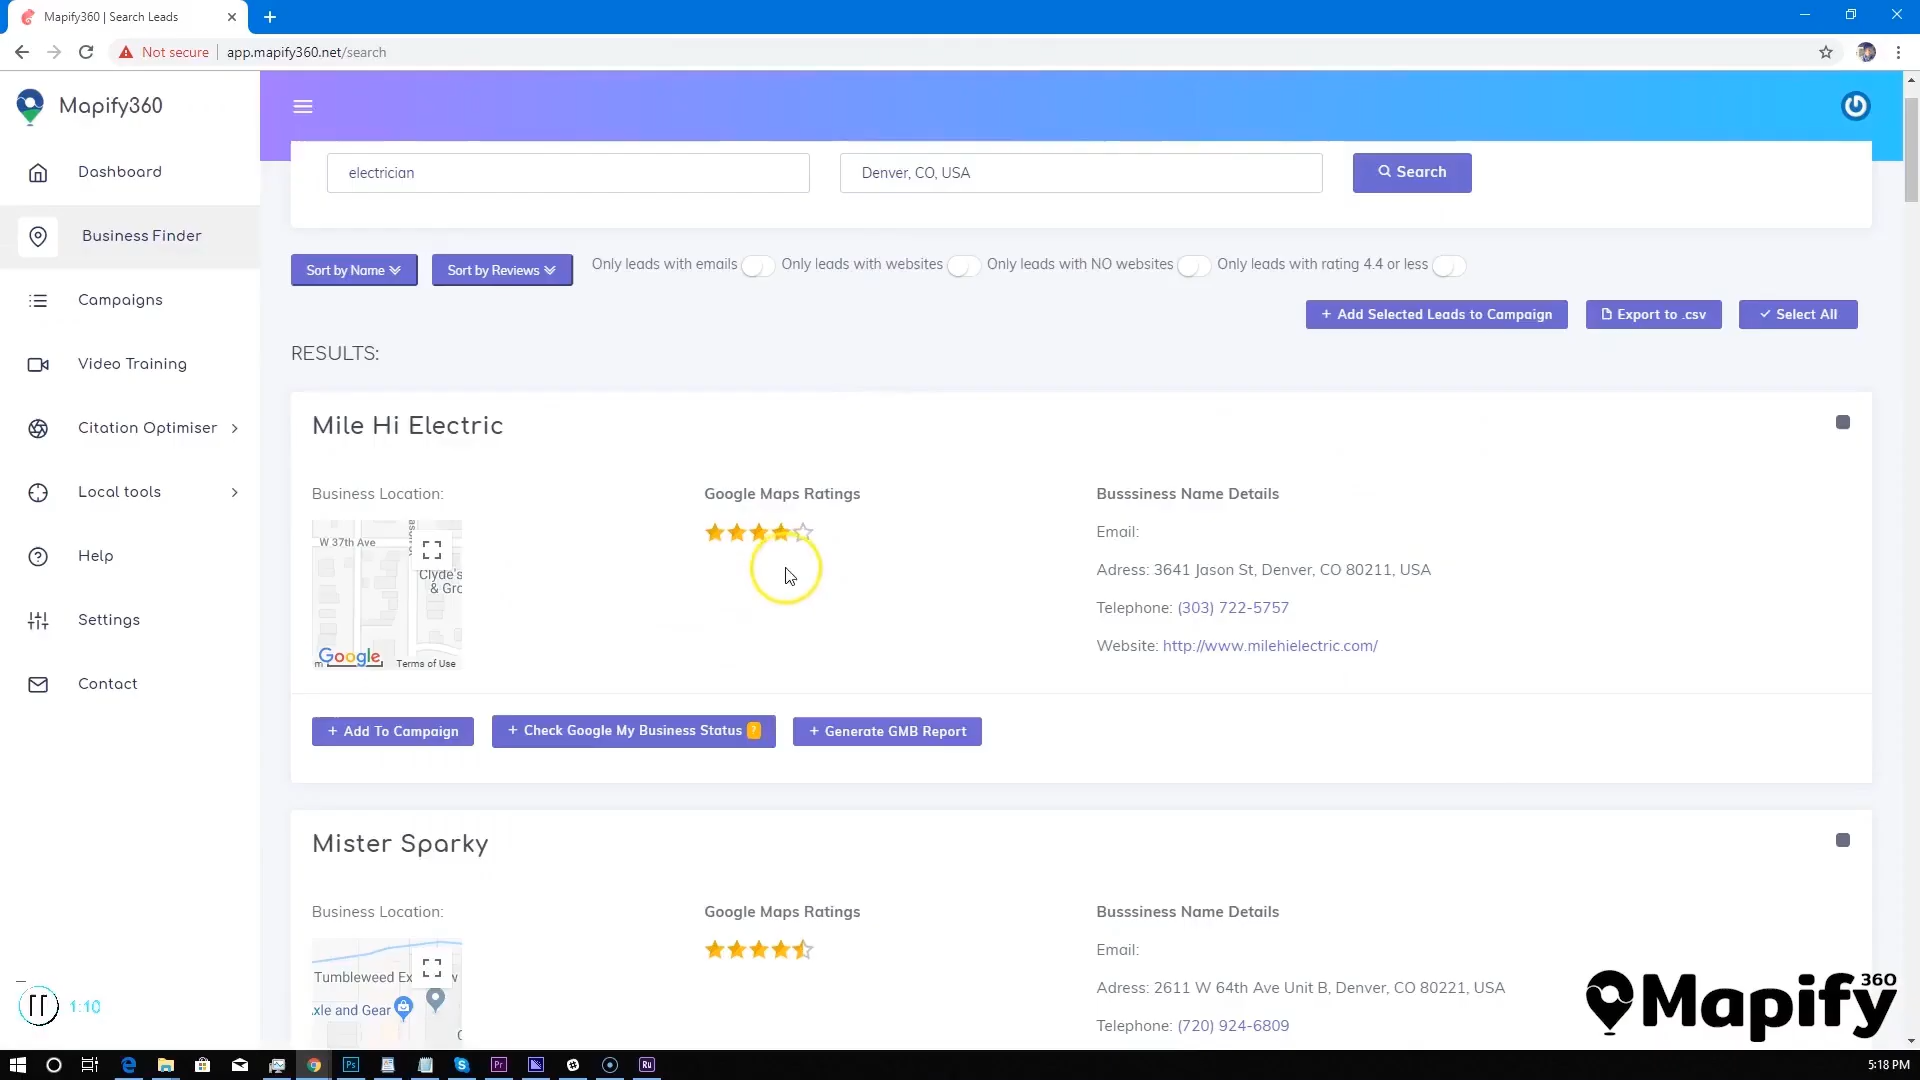 Mapify360 | Search Leads
Not secure | app.mapify360.net/search
Mapify360
Dashboard
Business Finder
Campaigns
Video Training
Citation Optimiser
Local tools
Help
Settings
Contact
electrician
Denver, CO, USA
Search
Sort by Name
Sort by Reviews
Only leads with emails
Only leads with websites
Only leads with NO websites
Only leads with rating 4.4 or less
+ Add Selected Leads to Campaign
Export to .csv
Select All
RESULTS:
Mile Hi Electric
Business Location:
Google Maps Ratings
Busssiness Name Details
W 37th Ave
Clyde's
& Gro
Google
Terms of Use
Email:
Adress: 3641 Jason St, Denver, CO 80211, USA
Telephone: (303) 722-5757
Website: http://www.milehielectric.com/
+ Add To Campaign
+ Check Google My Business Status ?
+ Generate GMB Report
Mister Sparky
Business Location:
Google Maps Ratings
Busssiness Name Details
Tumbleweed Ex
xle and Gear
Email:
Adress: 2611 W 64th Ave Unit B, Denver, CO 80221, USA
Telephone: (720) 924-6809
1:10
Mapify 360
Ps
Pr
Ru
5:18 PM